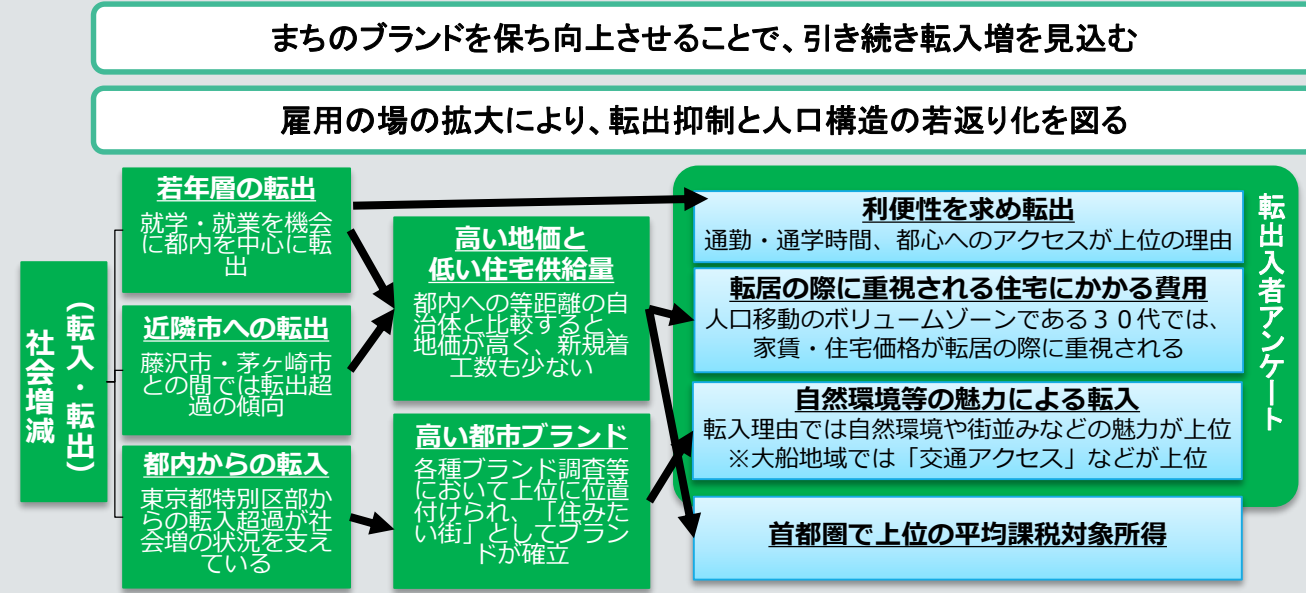 まちのブランドを保ち向上させることで、引き続き転入増を見込む
雇用の場の拡大により、転出抑制と人口構造の若返り化を図る
社会増減
（転入・転出）
若年層の転出
就学・就業を機会
に都内を中心に転
出
近隣市への転出
藤沢市・茅ヶ崎市
との間では転出超
過の傾向
都内からの転入
東京都特別区部か
らの転入超過が社
会増の状況を支え
ている
高い地価と
低い住宅供給量
都内への等距離の自
治体と比較すると、
地価が高く、新規着
工数も少ない
高い都市ブランド
各種ブランド調査等
において上位に位置
付けられ、「住みた
い街」としてブラン
ドが確立
転出入者アンケート
利便性を求め転出
通勤・通学時間、都心へのアクセスが上位の理由
転居の際に重視される住宅にかかる費用
人口移動のボリュームゾーンである３０代では、
家賃・住宅価格が転居の際に重視される
自然環境等の魅力による転入
転入理由では自然環境や街並みなどの魅力が上位
※大船地域では「交通アクセス」などが上位
首都圏で上位の平均課税対象所得